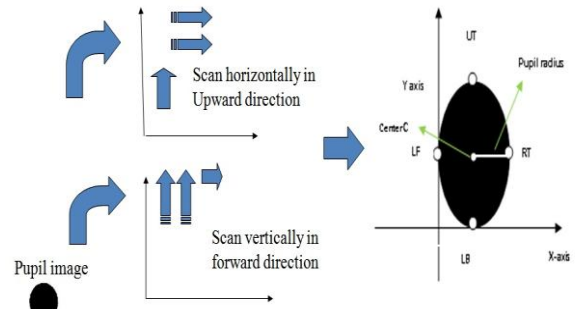 Scan horizontally in
Upward direction
Scan vertically in
forward direction
Pupil image
UT
Pupil radius
Y axis
Center C
LF
RT
LB
X-axis